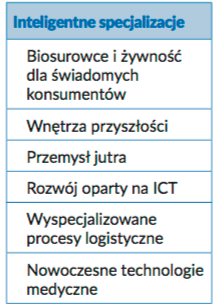 Inteligentne specjalizacje
Biosurowce i żywność
dla świadomych
konsumentów
Wnętrza przyszłości
Przemysł jutra
Rozwój oparty na ICT
Wyspecjalizowane
procesy logistyczne
Nowoczesne technologie
medyczne